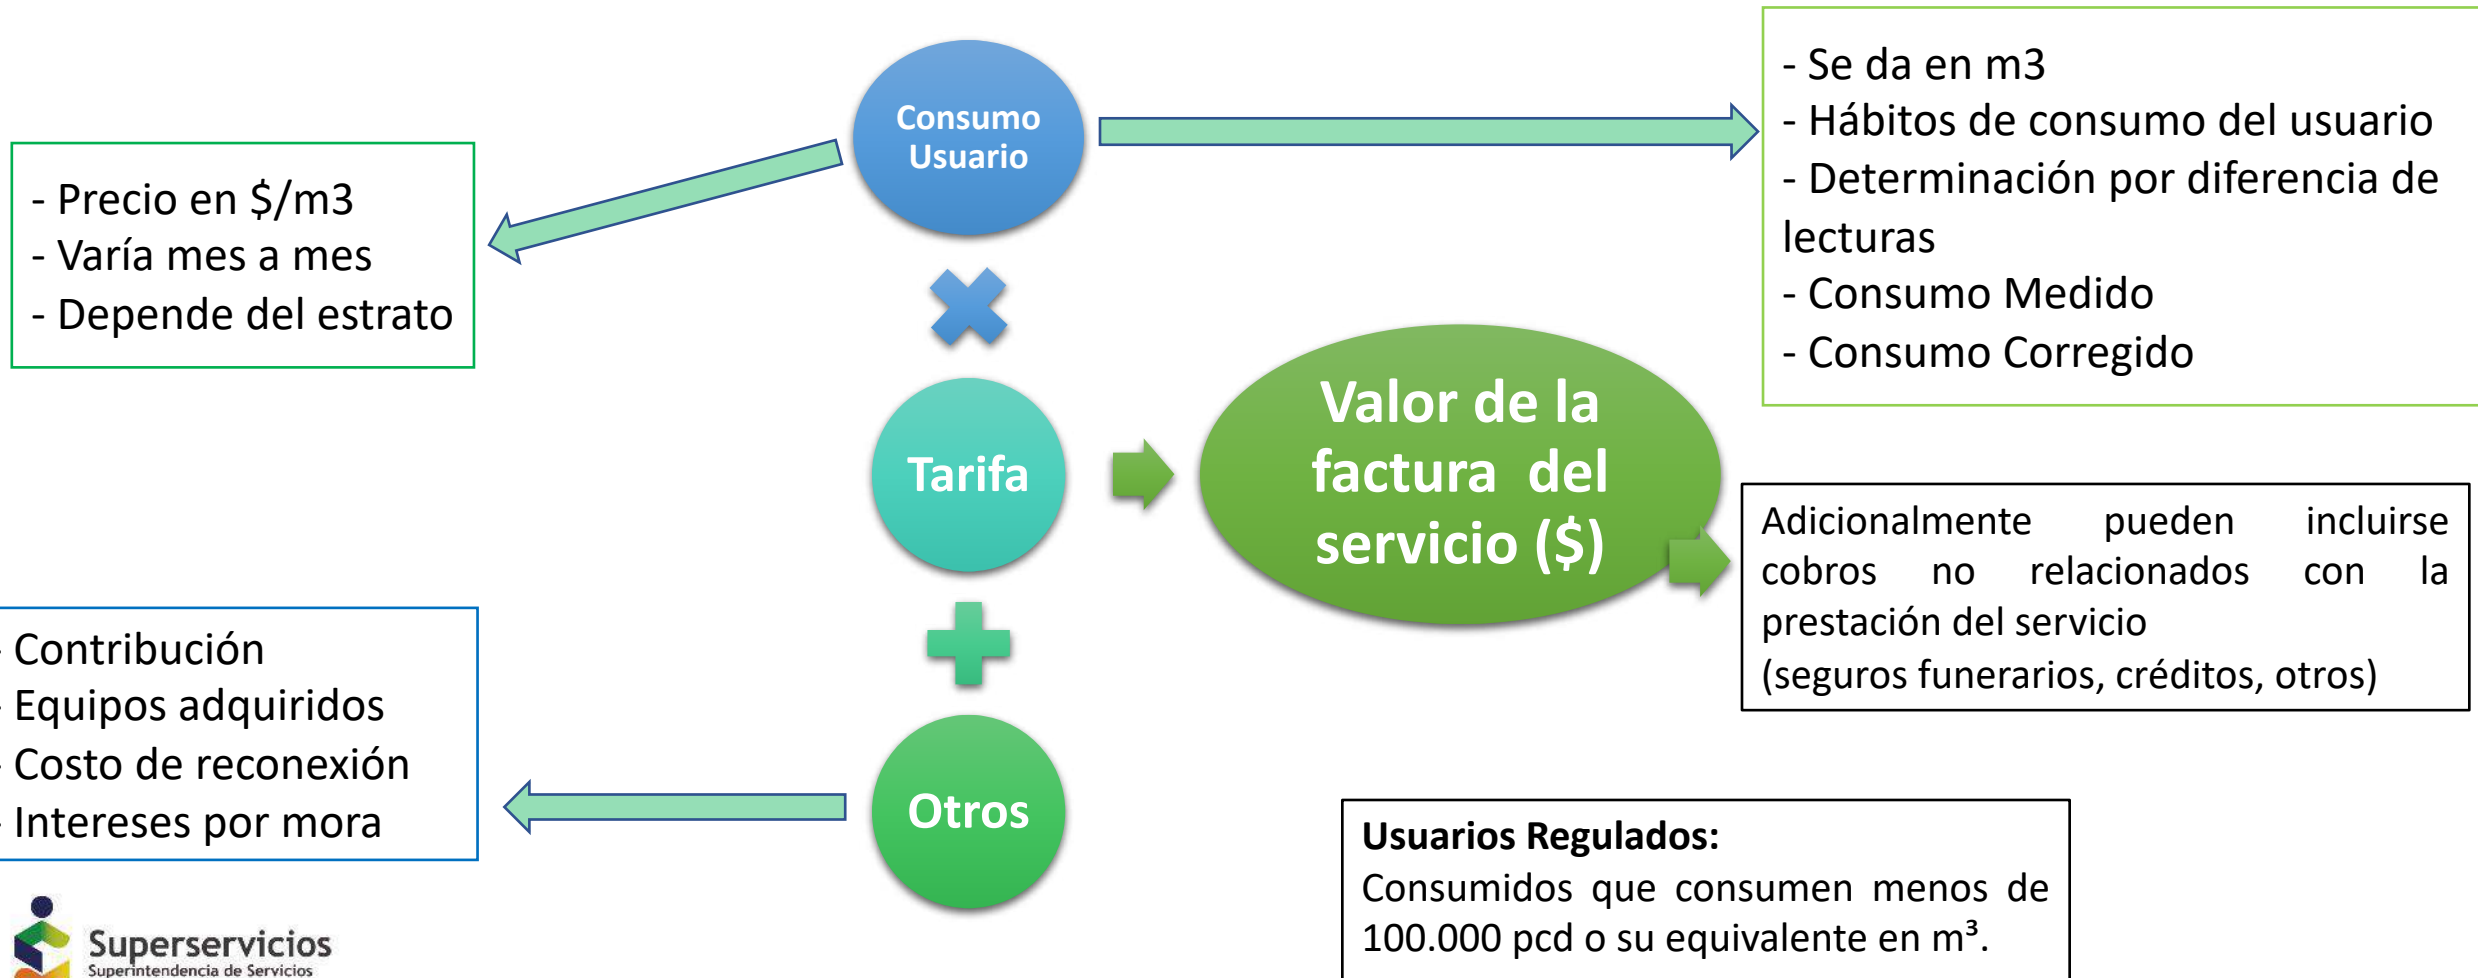 Consumo
Usuario
- Se da en m3
- Hábitos de consumo del usuario
- Determinación por diferencia de
lecturas
- Consumo Medido
- Consumo Corregido
- Precio en $/m3
- Varía mes a mes
- Depende del estrato
Tarifa
Valor de la
factura del
servicio ($)
Adicionalmente pueden incluirse
cobros no relacionados con la
prestación del servicio
(seguros funerarios, créditos, otros)
- Contribución
- Equipos adquiridos
- Costo de reconexión
- Intereses por mora
Otros
Usuarios Regulados:
Consumidos que consumen menos de
100.000 pcd o su equivalente en m³.
Superservicios
Superintendencia de Servicios